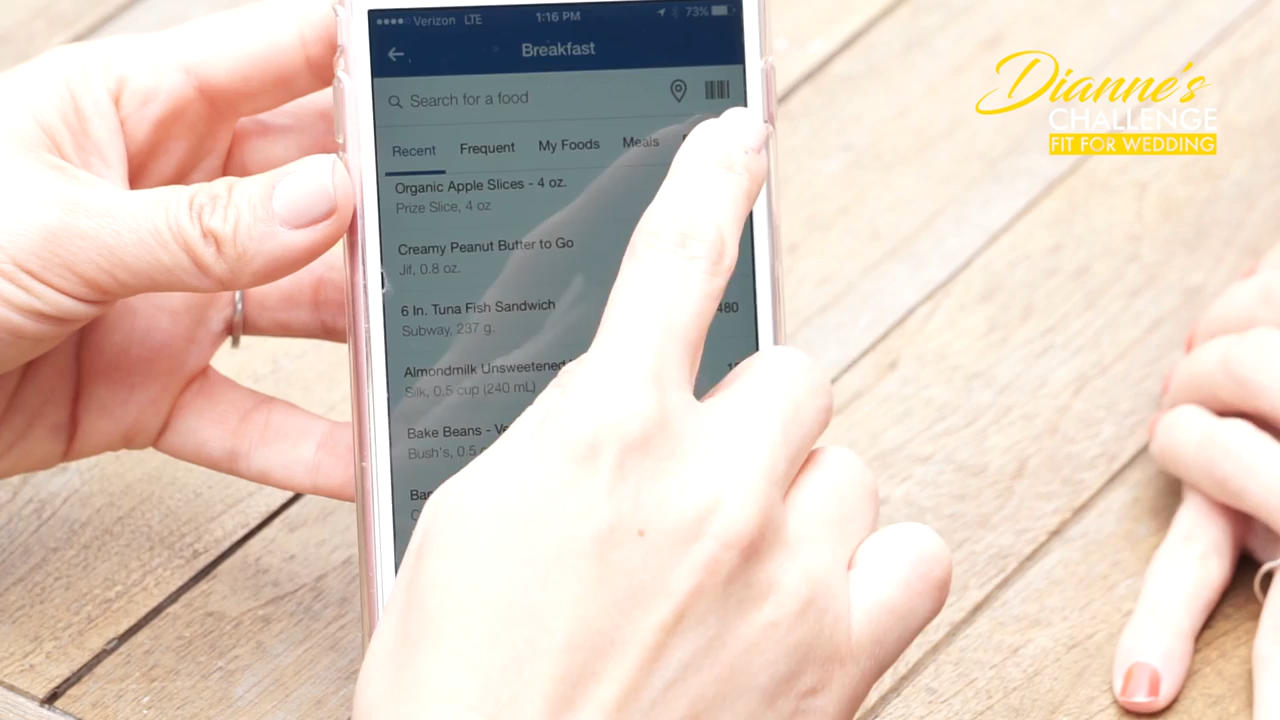 Verizon LTE 1:16 PM 73%
Breakfast
Search for a food
Recent Frequent My Foods Meals
Organic Apple Slices - 4 oz.
Prize Slice, 4 oz
Creamy Peanut Butter to Go
Jif, 0.8 oz.
6 In. Tuna Fish Sandwich 480
Subway, 237 g.
Almondmilk Unsweetened
Silk, 0.5 cup (240 mL)
Bake Beans -
Bush's, 0.5
Dianne's
CHALLENGE
FIT FOR WEDDING